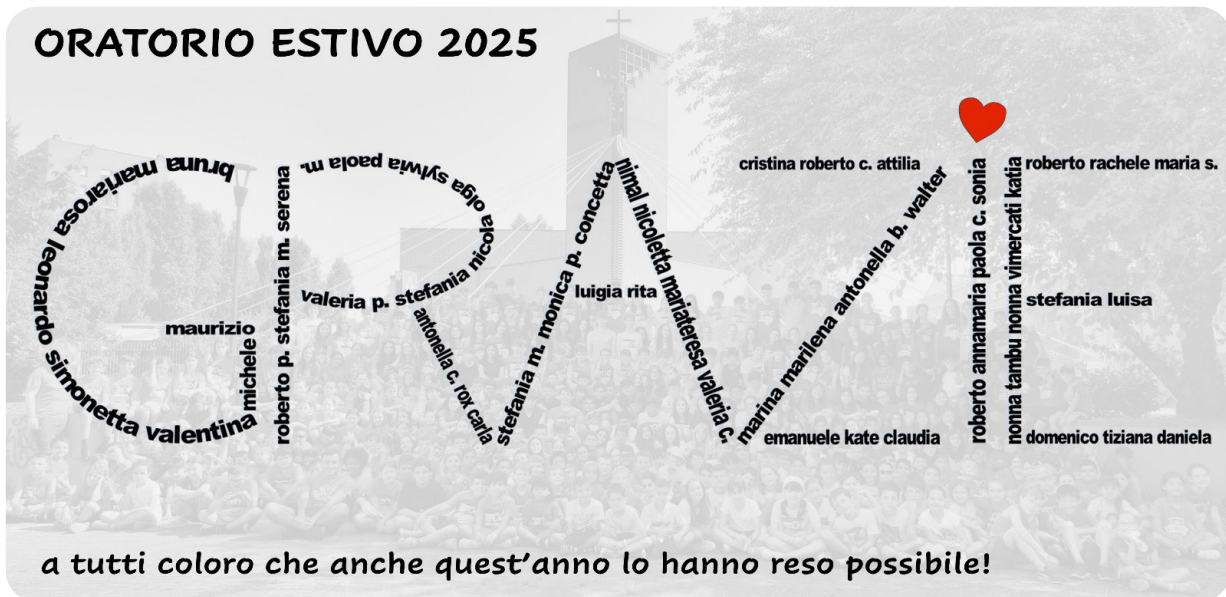 ORATORIO ESTIVO 2025
bruna mariarosa leonardo simonetta valentina
michele
maurizio
roberto p. stefania m. serena
valeria p. stefania nicola olga sylvia paola m.
antonella c. rox carla
stefania m. monica p. concetta
luigia rita
nimal nicoletta mariateresa valeria c.
cristina roberto c. attilia
marina marilena antonella b. walter
emanuele kate claudia
roberto annamaria paola c. sonia
nonna tambu nonna vimercati katia
roberto rachele maria s.
stefania luisa
domenico tiziana daniela
a tutti coloro che anche quest'anno lo hanno reso possibile!